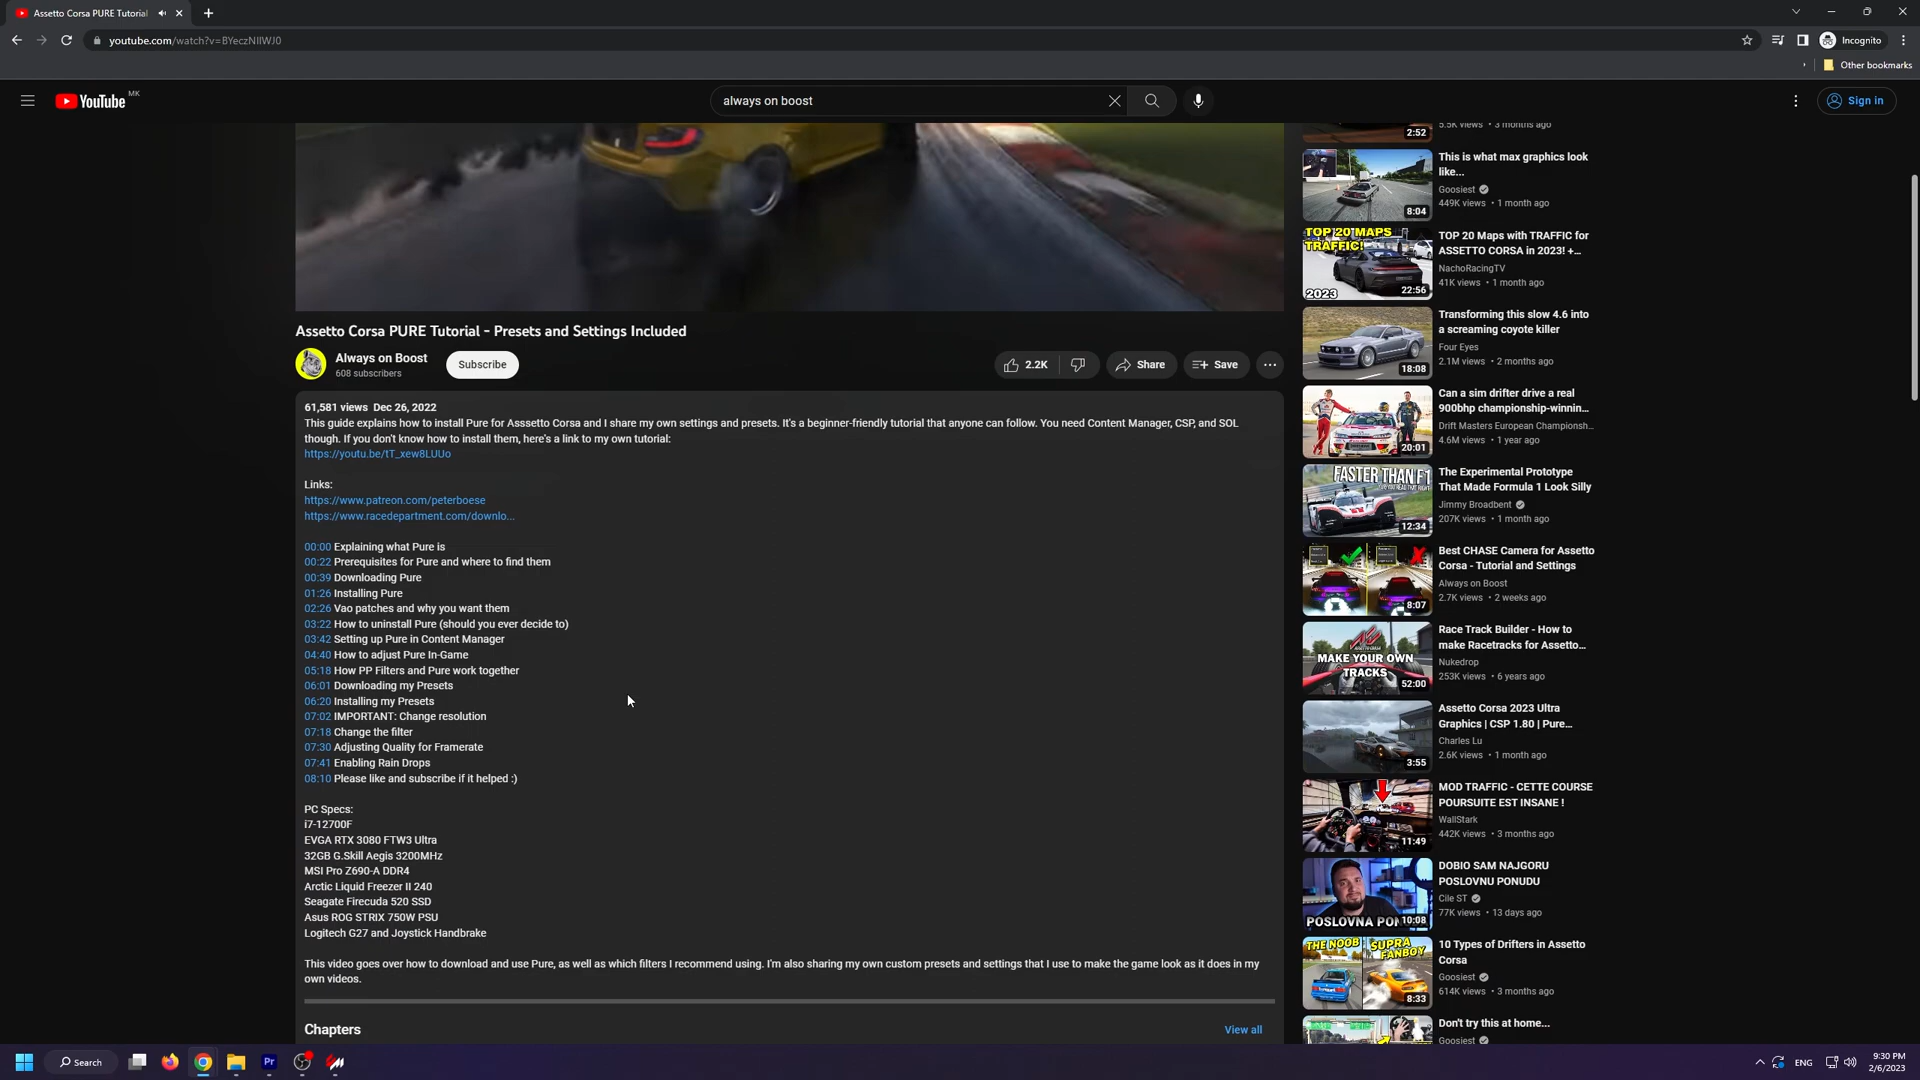 Assetto Corsa PURE Tutorial
youtube.com/watch?v=BYeczNIIWJ0
Incognito
Other bookmarks
YouTube MK
always on boost
Sign in
5.5K views • 3 months ago
2:52
This is what max graphics look
like...
Goosiest
449K views • 1 month ago
8:04
TOP 20 MAPS
TRAFFIC!
2023
22:56
TOP 20 Maps with TRAFFIC for
ASSETTO CORSA in 2023! +...
NachoRacingTV
41K views • 1 month ago
Transforming this slow 4.6 into
a screaming coyote killer
Four Eyes
2.1M views • 2 months ago
18:08
Assetto Corsa PURE Tutorial - Presets and Settings Included
Always on Boost
608 subscribers
Subscribe
2.2K
Share
Save
61,581 views Dec 26, 2022
This guide explains how to install Pure for Asssetto Corsa and I share my own settings and presets. It's a beginner-friendly tutorial that anyone can follow. You need Content Manager, CSP, and SOL
though. If you don't know how to install them, here's a link to my own tutorial:
https://youtu.be/tT_xew8LUUo
Links:
https://www.patreon.com/peterboese
https://www.racedepartment.com/downlo...
00:00 Explaining what Pure is
00:22 Prerequisites for Pure and where to find them
00:39 Downloading Pure
01:26 Installing Pure
02:26 Vao patches and why you want them
03:22 How to uninstall Pure (should you ever decide to)
03:42 Setting up Pure in Content Manager
04:40 How to adjust Pure In-Game
05:18 How PP Filters and Pure work together
06:01 Downloading my Presets
06:20 Installing my Presets
07:02 IMPORTANT: Change resolution
07:18 Change the filter
07:30 Adjusting Quality for Framerate
07:41 Enabling Rain Drops
08:10 Please like and subscribe if it helped :)
PC Specs:
i7-12700F
EVGA RTX 3080 FTW3 Ultra
32GB G.Skill Aegis 3200MHz
MSI Pro Z690-A DDR4
Arctic Liquid Freezer II 240
Seagate Firecuda 520 SSD
Asus ROG STRIX 750W PSU
Logitech G27 and Joystick Handbrake
This video goes over how to download and use Pure, as well as which filters I recommend using. I'm also sharing my own custom presets and settings that I use to make the game look as it does in my
own videos.
Chapters
View all
Can a sim drifter drive a real
900bhp championship-winnin...
Drift Masters European Championsh...
4.6M views • 1 year ago
20:01
FASTER THAN F1
12:34
The Experimental Prototype
That Made Formula 1 Look Silly
Jimmy Broadbent
207K views • 1 month ago
Best CHASE Camera for Assetto
Corsa - Tutorial and Settings
Always on Boost
2.7K views • 2 weeks ago
8:07
MAKE YOUR OWN
TRACKS
52:00
Race Track Builder - How to
make Racetracks for Assetto...
Nukedrop
253K views • 6 years ago
Assetto Corsa 2023 Ultra
Graphics | CSP 1.80 | Pure...
Charles Lu
2.6K views • 1 month ago
3:55
MOD TRAFFIC - CETTE COURSE
POURSUITE EST INSANE !
WallStark
442K views • 3 months ago
11:49
DOBIO SAM NAJGORU
POSLOVNU PONUDU
Cile ST
77K views • 13 days ago
POSLOVNA
10:08
THE NOOB
SUPRA
FANBOY
8:33
10 Types of Drifters in Assetto
Corsa
Goosiest
614K views • 3 months ago
Don't try this at home...
Goosiest
Search
Pr
ENG
9:30 PM
2/6/2023